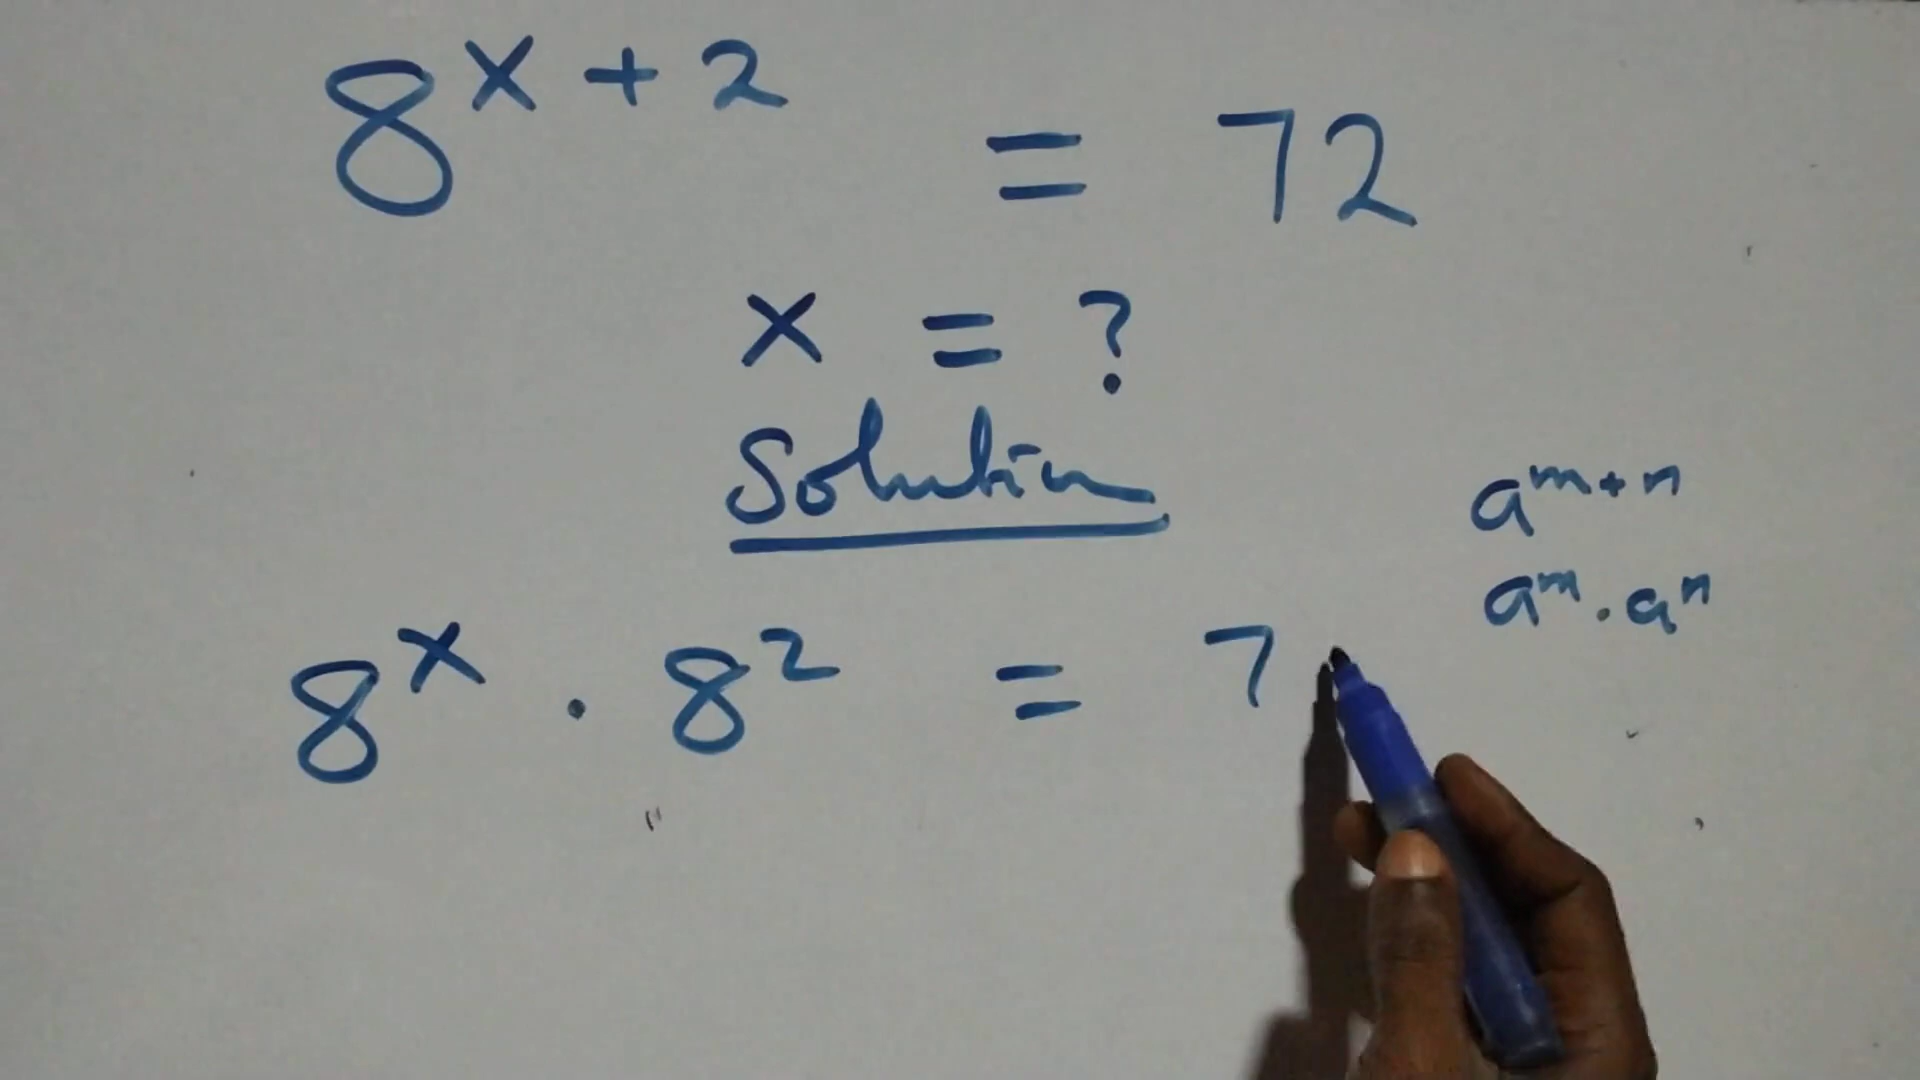 8^{x+2} = 72
x = ?
Solution
a^{m+n}
a^m . a^n
8^x . 8^2 = 7